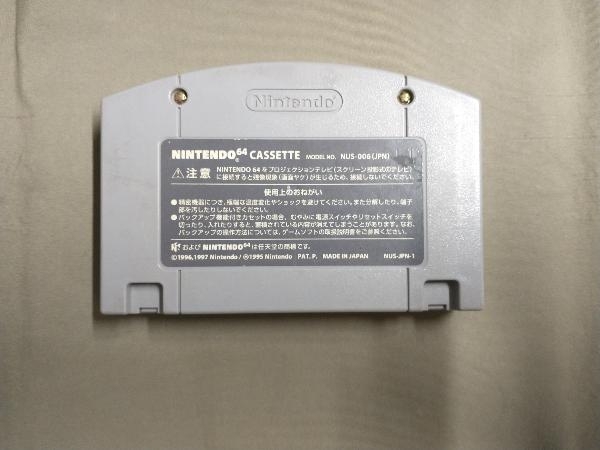 Nintendo
NINTENDO64 CASSETTE MODEL NO. NUS-006(JPN)
⚠注意 NINTENDO 64をプロジェクションテレビ(スクリーン投影式のテレビ)
に接続すると残像現象(画面ヤケ)が生じるため、接続しないでください。
使用上のおねがい
●精密機器につき、極端な温度変化やショックを避けてください。また分解したり、端子
部を汚したりしないでください。
●バックアップ機能付きカセットの場合、むやみに電源スイッチやリセットスイッチを
切ったり、入れたりすると、蓄積されている内容が消えてしまうことがあります。なお、
バックアップの操作方法については、ゲームソフトの取扱説明書をご参照ください。
および NINTENDO64は任天堂の商標です。
©1996,1997 Nintendo/Ⓜ1995 Nintendo PAT.P. MADE IN JAPAN NUS-JPN-1